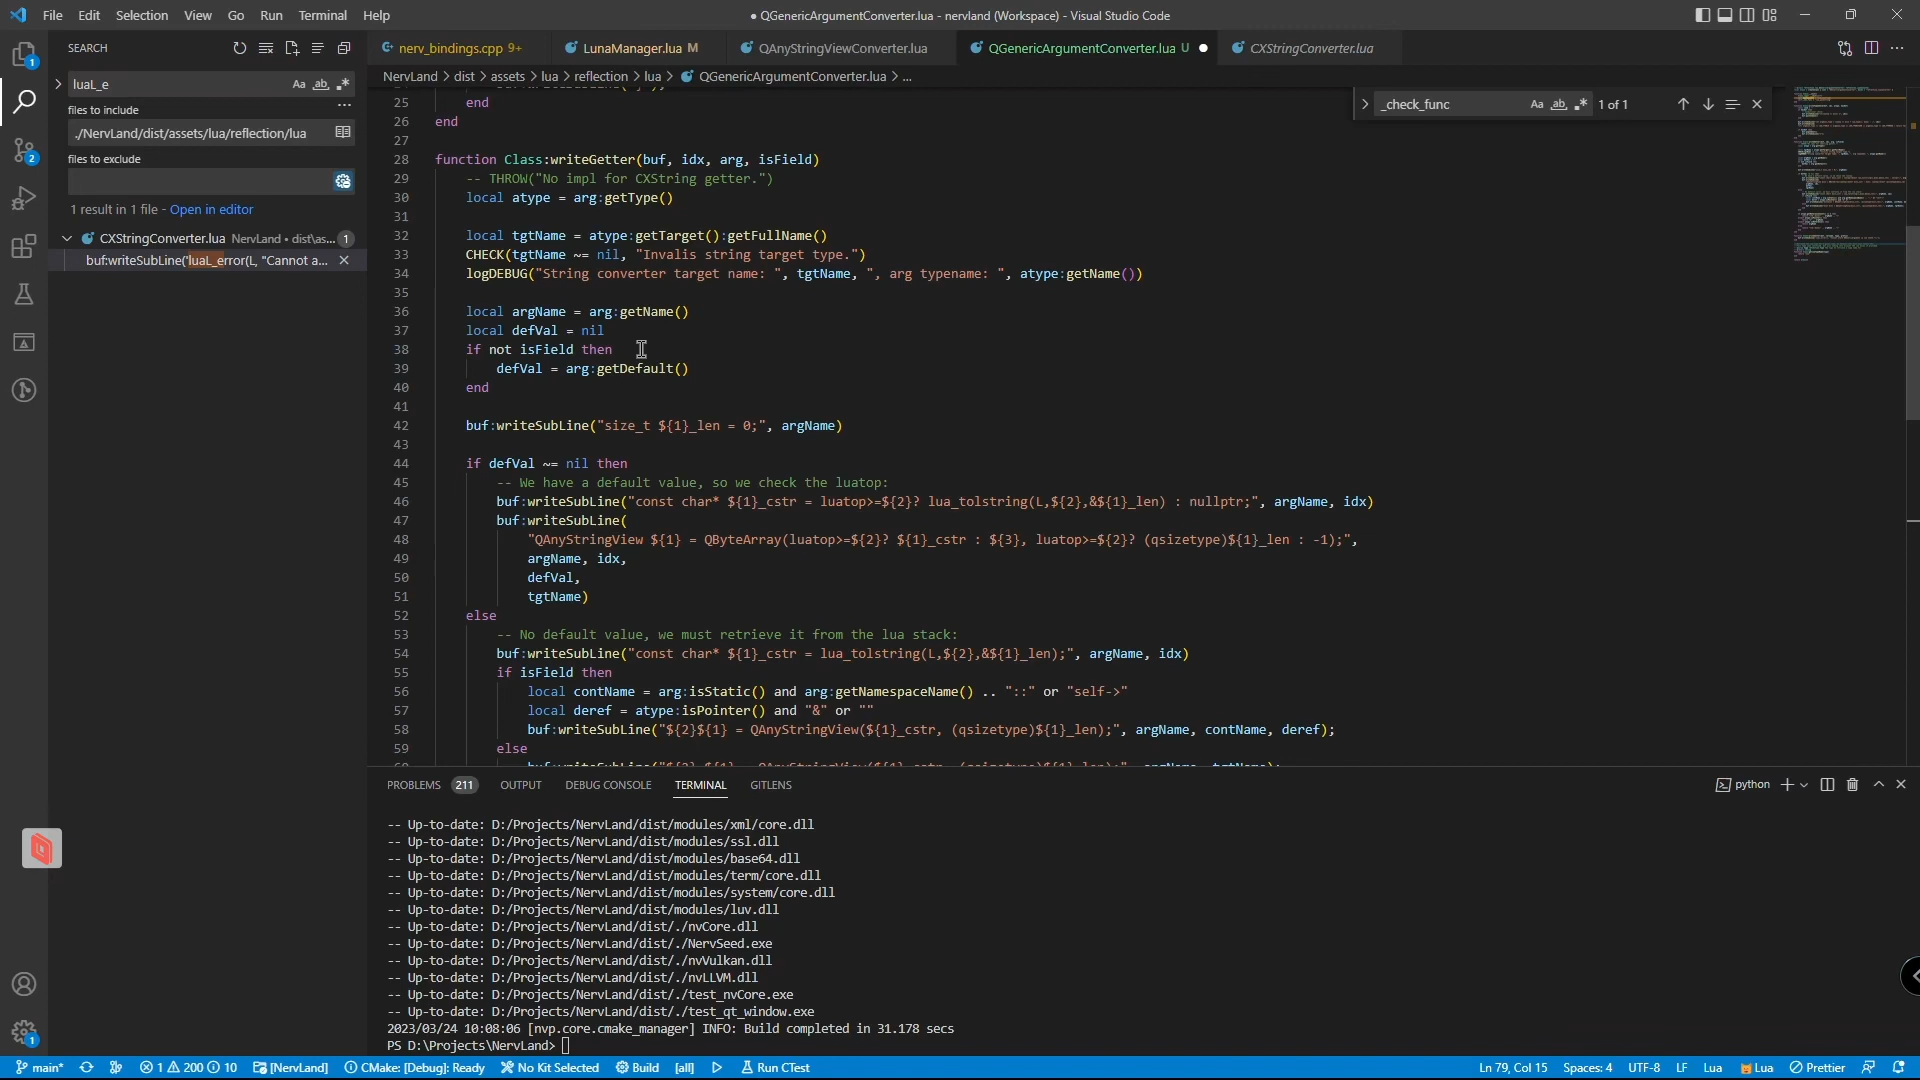 File Edit Selection View Go Run Terminal Help
● QGenericArgumentConverter.lua - nervland (Workspace) - Visual Studio Code
SEARCH
luaL_e
files to include
./NervLand/dist/assets/lua/reflection/lua
files to exclude
1 result in 1 file - Open in editor
CXStringConverter.lua NervLand • dist\as... 1
buf:writeSubLine('luaL_error(L, "Cannot a...
nerv_bindings.cpp 9+
LunaManager.lua M
QAnyStringViewConverter.lua
QGenericArgumentConverter.lua U
CXStringConverter.lua
NervLand > dist > assets > lua > reflection > lua > QGenericArgumentConverter.lua > ...
_check_func 1 of 1
25 end
26 end
27
28 function Class:writeGetter(buf, idx, arg, isField)
29 -- THROW("No impl for CXString getter.")
30 local atype = arg:getType()
31
32 local tgtName = atype:getTarget():getFullName()
33 CHECK(tgtName ~= nil, "Invalis string target type.")
34 logDEBUG("String converter target name: ", tgtName, ", arg typename: ", atype:getName())
35
36 local argName = arg:getName()
37 local defVal = nil
38 if not isField then
39 defVal = arg:getDefault()
40 end
41
42 buf:writeSubLine("size_t ${1}_len = 0;", argName)
43
44 if defVal ~= nil then
45 -- We have a default value, so we check the luatop:
46 buf:writeSubLine("const char* ${1}_cstr = luatop>=${2}? lua_tolstring(L,${2},&${1}_len) : nullptr;", argName, idx)
47 buf:writeSubLine(
48 "QAnyStringView ${1} = QByteArray(luatop>=${2}? ${1}_cstr : ${3}, luatop>=${2}? (qsizetype)${1}_len : -1);",
49 argName, idx,
50 defVal,
51 tgtName)
52 else
53 -- No default value, we must retrieve it from the lua stack:
54 buf:writeSubLine("const char* ${1}_cstr = lua_tolstring(L,${2},&${1}_len);", argName, idx)
55 if isField then
56 local contName = arg:isStatic() and arg:getNamespaceName() .. "::" or "self->"
57 local deref = atype:isPointer() and "&" or ""
58 buf:writeSubLine("${2}${1} = QAnyStringView(${1}_cstr, (qsizetype)${1}_len);", argName, contName, deref);
59 else
PROBLEMS 211 OUTPUT DEBUG CONSOLE TERMINAL GITLENS
python
-- Up-to-date: D:/Projects/NervLand/dist/modules/xml/core.dll
-- Up-to-date: D:/Projects/NervLand/dist/modules/ssl.dll
-- Up-to-date: D:/Projects/NervLand/dist/modules/base64.dll
-- Up-to-date: D:/Projects/NervLand/dist/modules/term/core.dll
-- Up-to-date: D:/Projects/NervLand/dist/modules/system/core.dll
-- Up-to-date: D:/Projects/NervLand/dist/modules/luv.dll
-- Up-to-date: D:/Projects/NervLand/dist/./nvCore.dll
-- Up-to-date: D:/Projects/NervLand/dist/./NervSeed.exe
-- Up-to-date: D:/Projects/NervLand/dist/./nvVulkan.dll
-- Up-to-date: D:/Projects/NervLand/dist/./nvLLVM.dll
-- Up-to-date: D:/Projects/NervLand/dist/./test_nvCore.exe
-- Up-to-date: D:/Projects/NervLand/dist/./test_qt_window.exe
2023/03/24 10:08:06 [nvp.core.cmake_manager] INFO: Build completed in 31.178 secs
PS D:\Projects\NervLand>
main* 1 200 10 [NervLand] CMake: [Debug]: Ready No Kit Selected Build [all] Run CTest
Ln 79, Col 15 Spaces: 4 UTF-8 LF Lua Lua Prettier